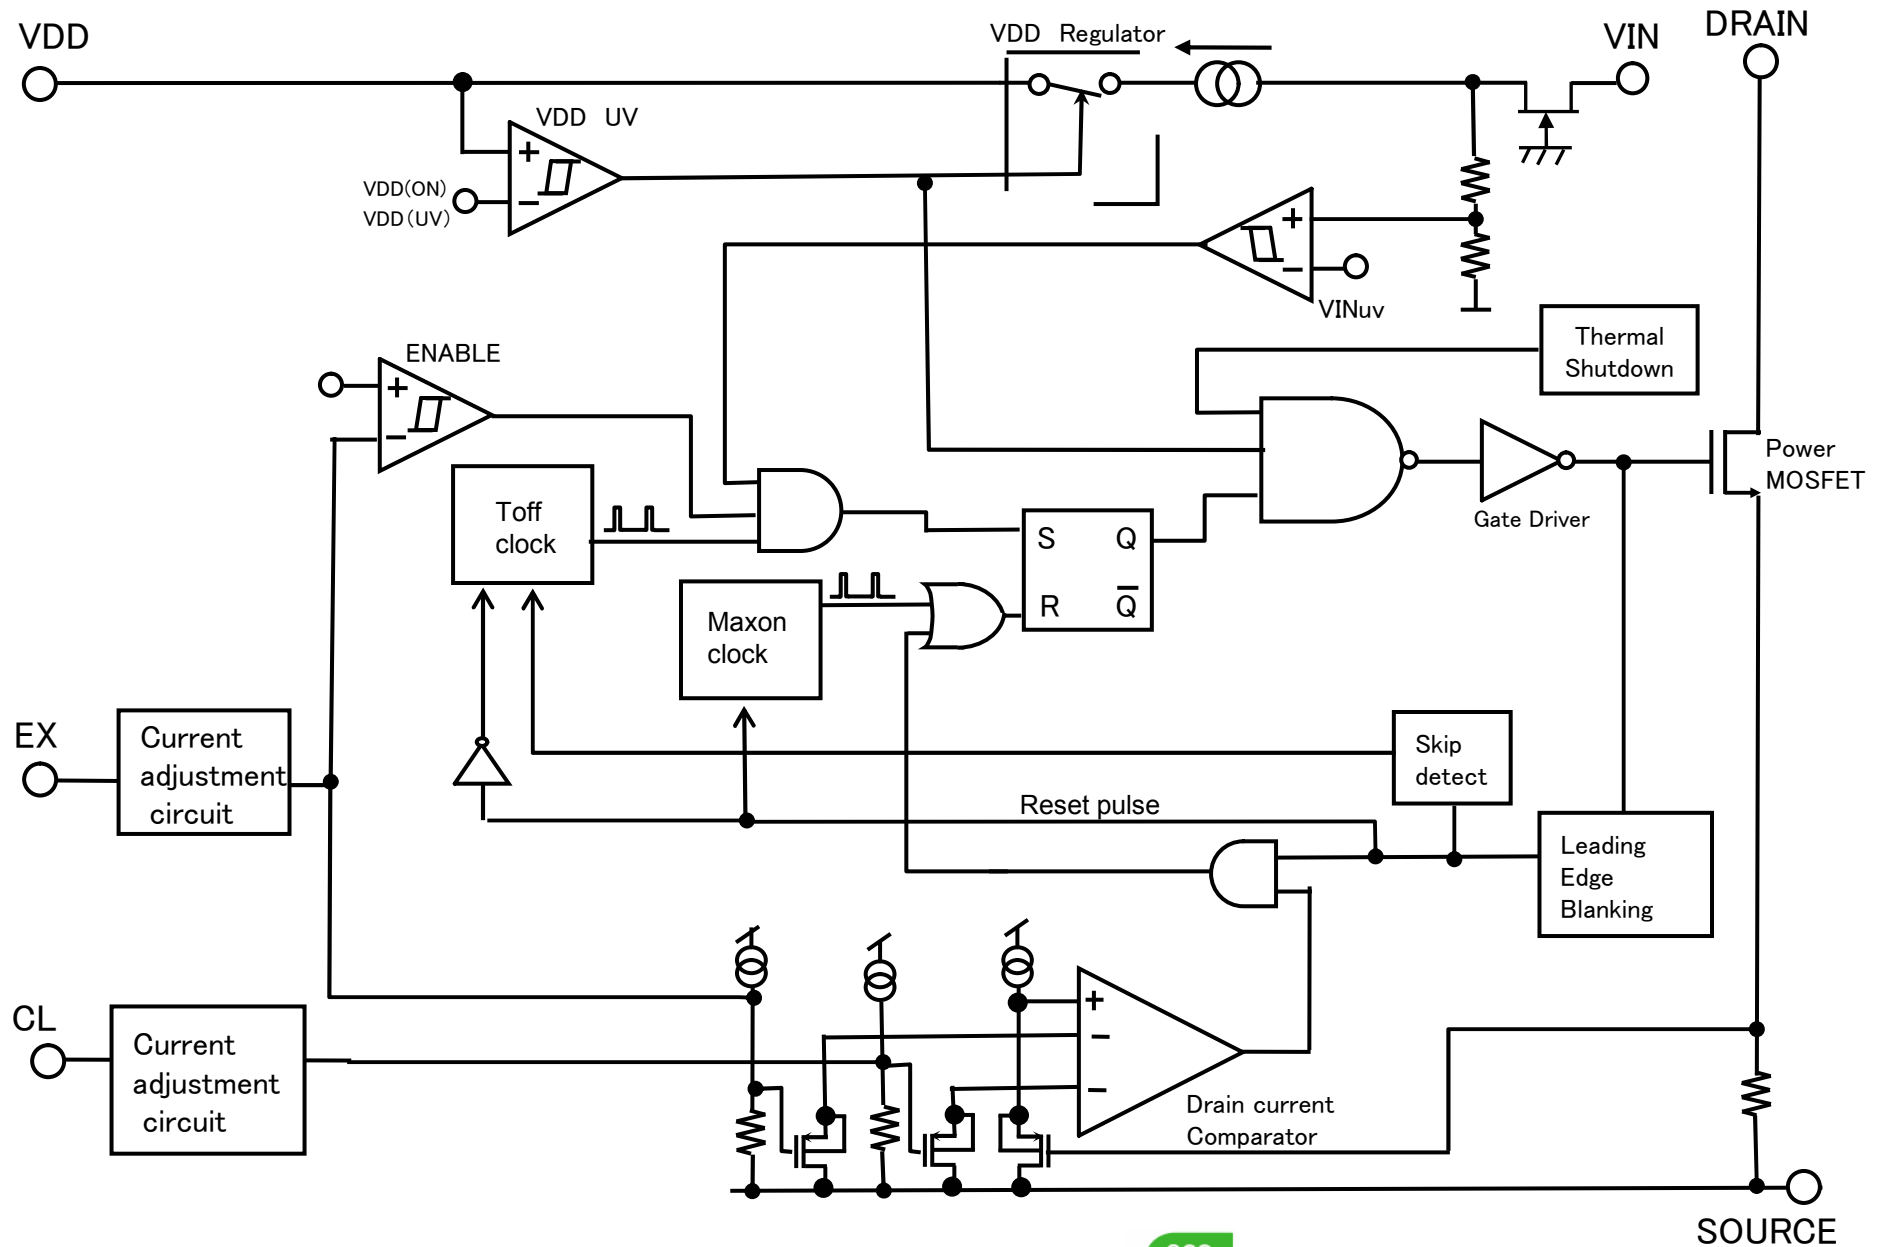 VDD
VDD Regulator
VIN
DRAIN
VDD UV
VDD(ON)
VDD(UV)
+
−
+
−
VINuv
Thermal
Shutdown
ENABLE
+
−
Power
MOSFET
Gate Driver
Toff
clock
S Q
R Q̅
Maxon
clock
EX
Current
adjustment
circuit
Skip
detect
Reset pulse
Leading
Edge
Blanking
CL
Current
adjustment
circuit
+
−
−
Drain current
Comparator
SOURCE